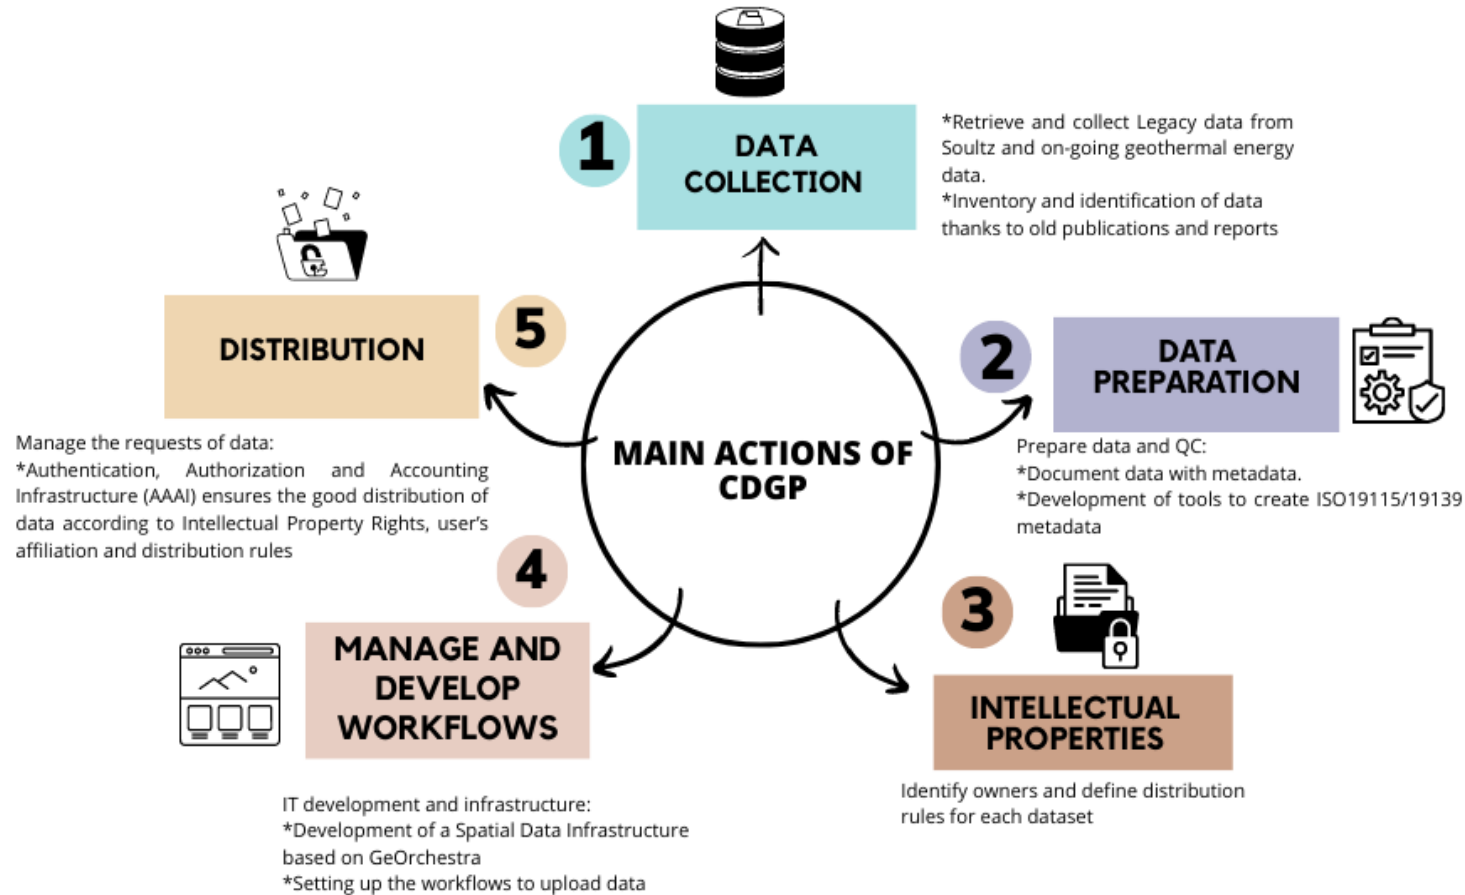 1
DATA
COLLECTION
*Retrieve and collect Legacy data from
Soultz and on-going geothermal energy
data.
*Inventory and identification of data
thanks to old publications and reports
2
DATA
PREPARATION
Prepare data and QC:
*Document data with metadata.
*Development of tools to create ISO19115/19139
metadata
3
INTELLECTUAL
PROPERTIES
Identify owners and define distribution
rules for each dataset
4
MANAGE AND
DEVELOP
WORKFLOWS
IT development and infrastructure:
*Development of a Spatial Data Infrastructure
based on GeOrchestra
*Setting up the workflows to upload data
5
DISTRIBUTION
Manage the requests of data:
*Authentication, Authorization and Accounting
Infrastructure (AAAI) ensures the good distribution of
data according to Intellectual Property Rights, user's
affiliation and distribution rules
MAIN ACTIONS OF
CDGP